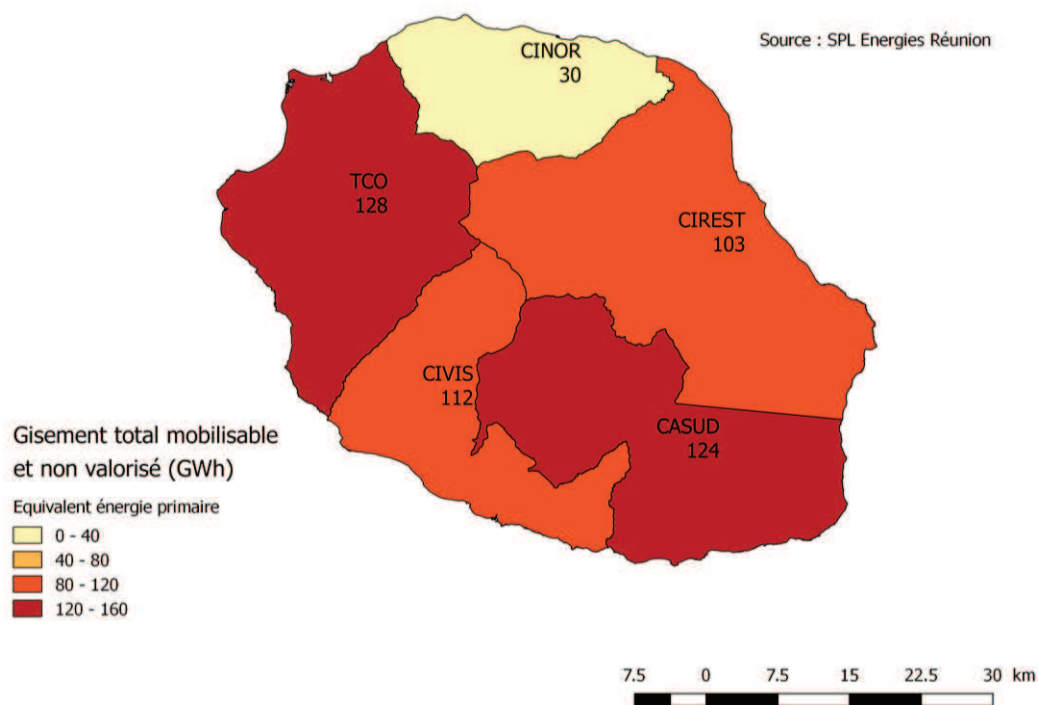 Source : SPL Energies Réunion
CINOR
30
TCO
128
CIREST
103
CIVIS
112
CASUD
124
Gisement total mobilisable
et non valorisé (GWh)
Equivalent énergie primaire
0 - 40
40 - 80
80 - 120
120 - 160
7.5 0 7.5 15 22.5 30 km